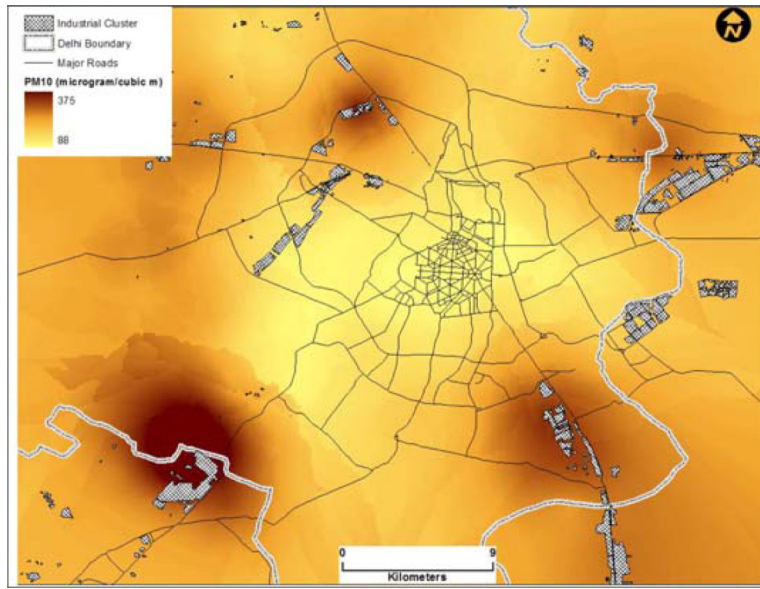 Industrial Cluster
Delhi Boundary
Major Roads
PM10 (microgram/cubic m)
375
88
N
0 9
Kilometers